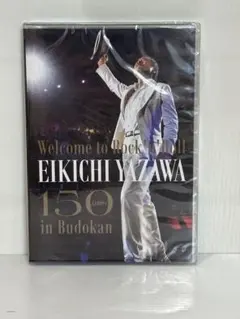 Welcome to Rock'n'Roll
EIKICHI YAZAWA
150
in Budokan